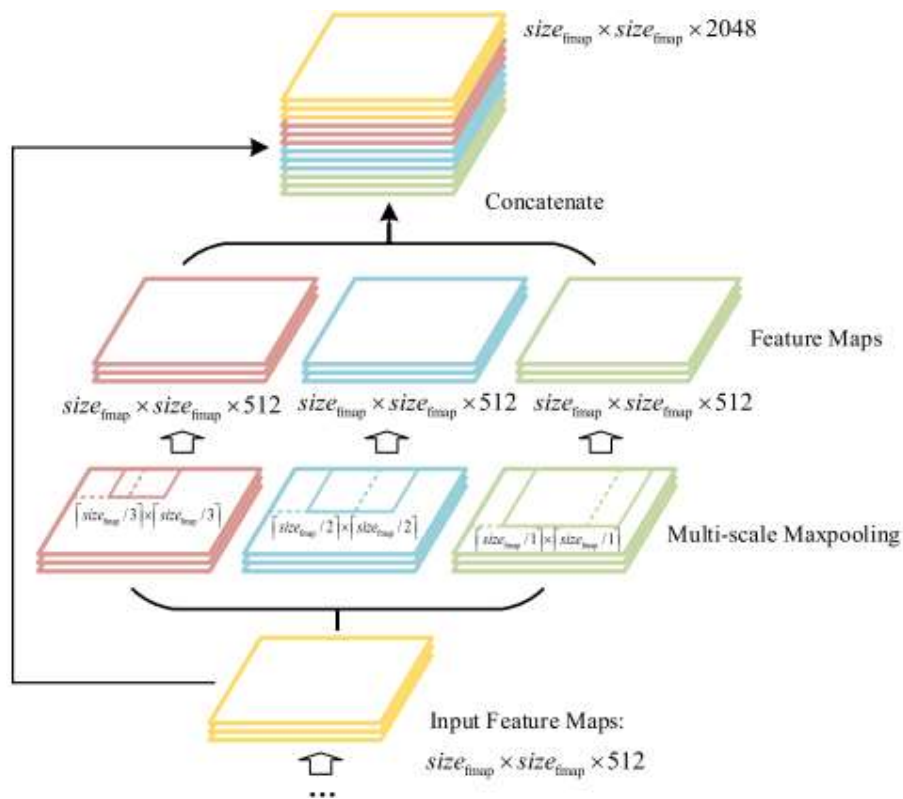 size_fmap × size_fmap × 2048
Concatenate
Feature Maps
size_fmap × size_fmap × 512 size_fmap × size_fmap × 512 size_fmap × size_fmap × 512
⌈size_fmap / 3⌉×⌈size_fmap / 3⌉ ⌈size_fmap / 2⌉×⌈size_fmap / 2⌉ ⌈size_fmap / 1⌉×⌈size_fmap / 1⌉
Multi-scale Maxpooling
Input Feature Maps:
size_fmap × size_fmap × 512
...